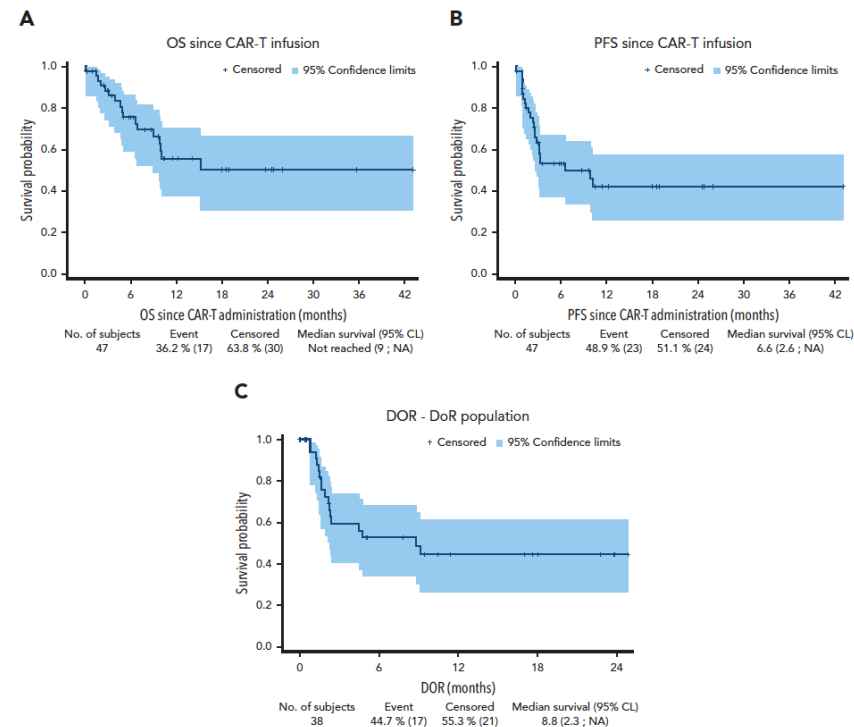 A
OS since CAR-T infusion
+ Censored 95% Confidence limits
1.0
0.8
0.6
0.4
0.2
0.0
Survival probability
0 6 12 18 24 30 36 42
OS since CAR-T administration (months)
No. of subjects Event Censored Median survival (95% CL)
47 36.2 % (17) 63.8 % (30) Not reached (9 ; NA)
B
PFS since CAR-T infusion
+ Censored 95% Confidence limits
1.0
0.8
0.6
0.4
0.2
0.0
Survival probability
0 6 12 18 24 30 36 42
PFS since CAR-T administration (months)
No. of subjects Event Censored Median survival (95% CL)
47 48.9 % (23) 51.1 % (24) 6.6 (2.6 ; NA)
C
DOR - DoR population
+ Censored 95% Confidence limits
1.0
0.8
0.6
0.4
0.2
0.0
Survival probability
0 6 12 18 24
DOR (months)
No. of subjects Event Censored Median survival (95% CL)
38 44.7 % (17) 55.3 % (21) 8.8 (2.3 ; NA)